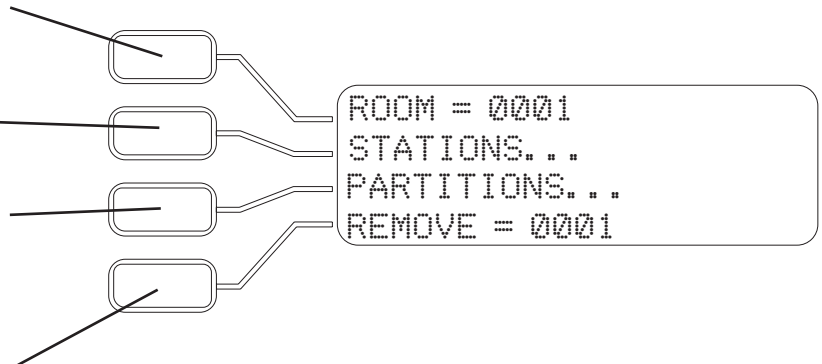 ROOM = 0001
STATIONS...
PARTITIONS...
REMOVE = 0001